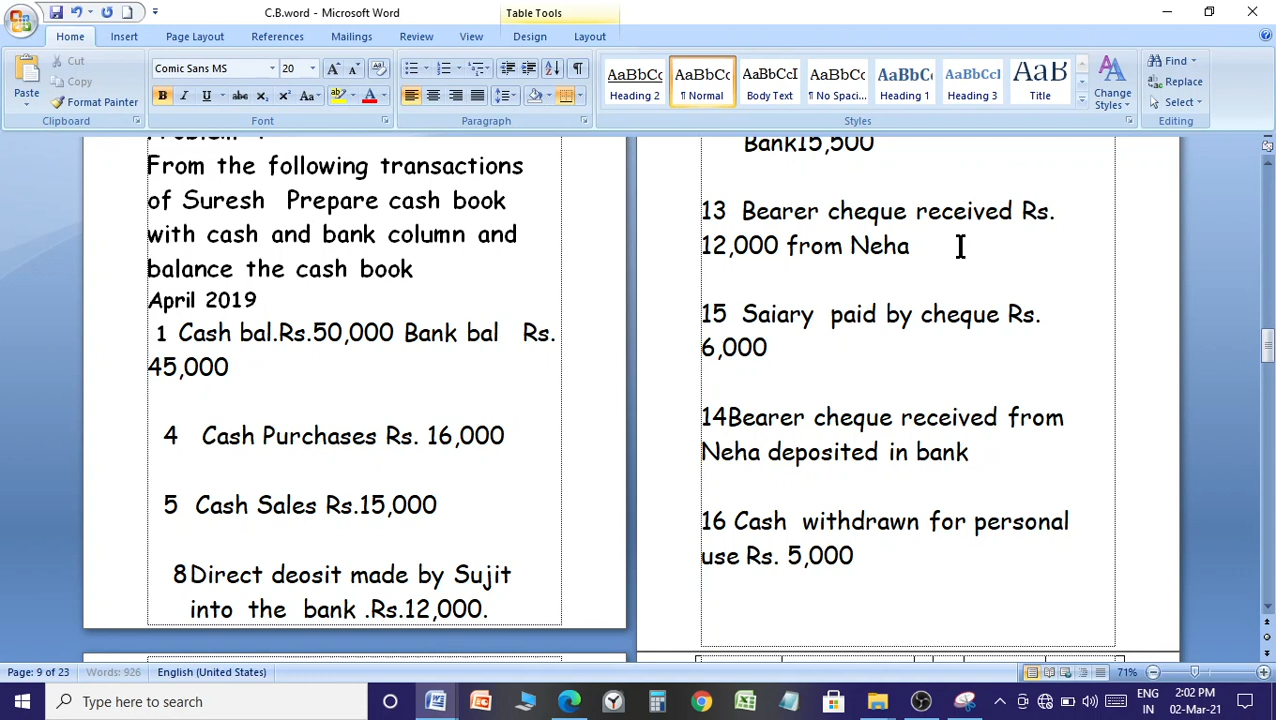 C.B.word - Microsoft Word
Table Tools
Home Insert Page Layout References Mailings Review View Design Layout
Cut
Copy
Format Painter
Paste
Clipboard
Comic Sans MS 20
Font
Paragraph
AaBbCc AaBbCc AaBbCcI AaBbCc AaBbC AaBbCcI AaB
Heading 2 ¶ Normal Body Text ¶ No Spaci... Heading 1 Heading 3 Title
Change
Styles
Styles
Find
Replace
Select
Editing
From the following transactions
of Suresh Prepare cash book
with cash and bank column and
balance the cash book
April 2019
1 Cash bal.Rs.50,000 Bank bal Rs.
45,000
4 Cash Purchases Rs. 16,000
5 Cash Sales Rs.15,000
8 Direct deosit made by Sujit
into the bank .Rs.12,000.
Bank15,500
13 Bearer cheque received Rs.
12,000 from Neha
15 Saiary paid by cheque Rs.
6,000
14Bearer cheque received from
Neha deposited in bank
16 Cash withdrawn for personal
use Rs. 5,000
Page: 9 of 23 Words: 926 English (United States) 71%
Type here to search
ENG
IN
2:02 PM
02-Mar-21